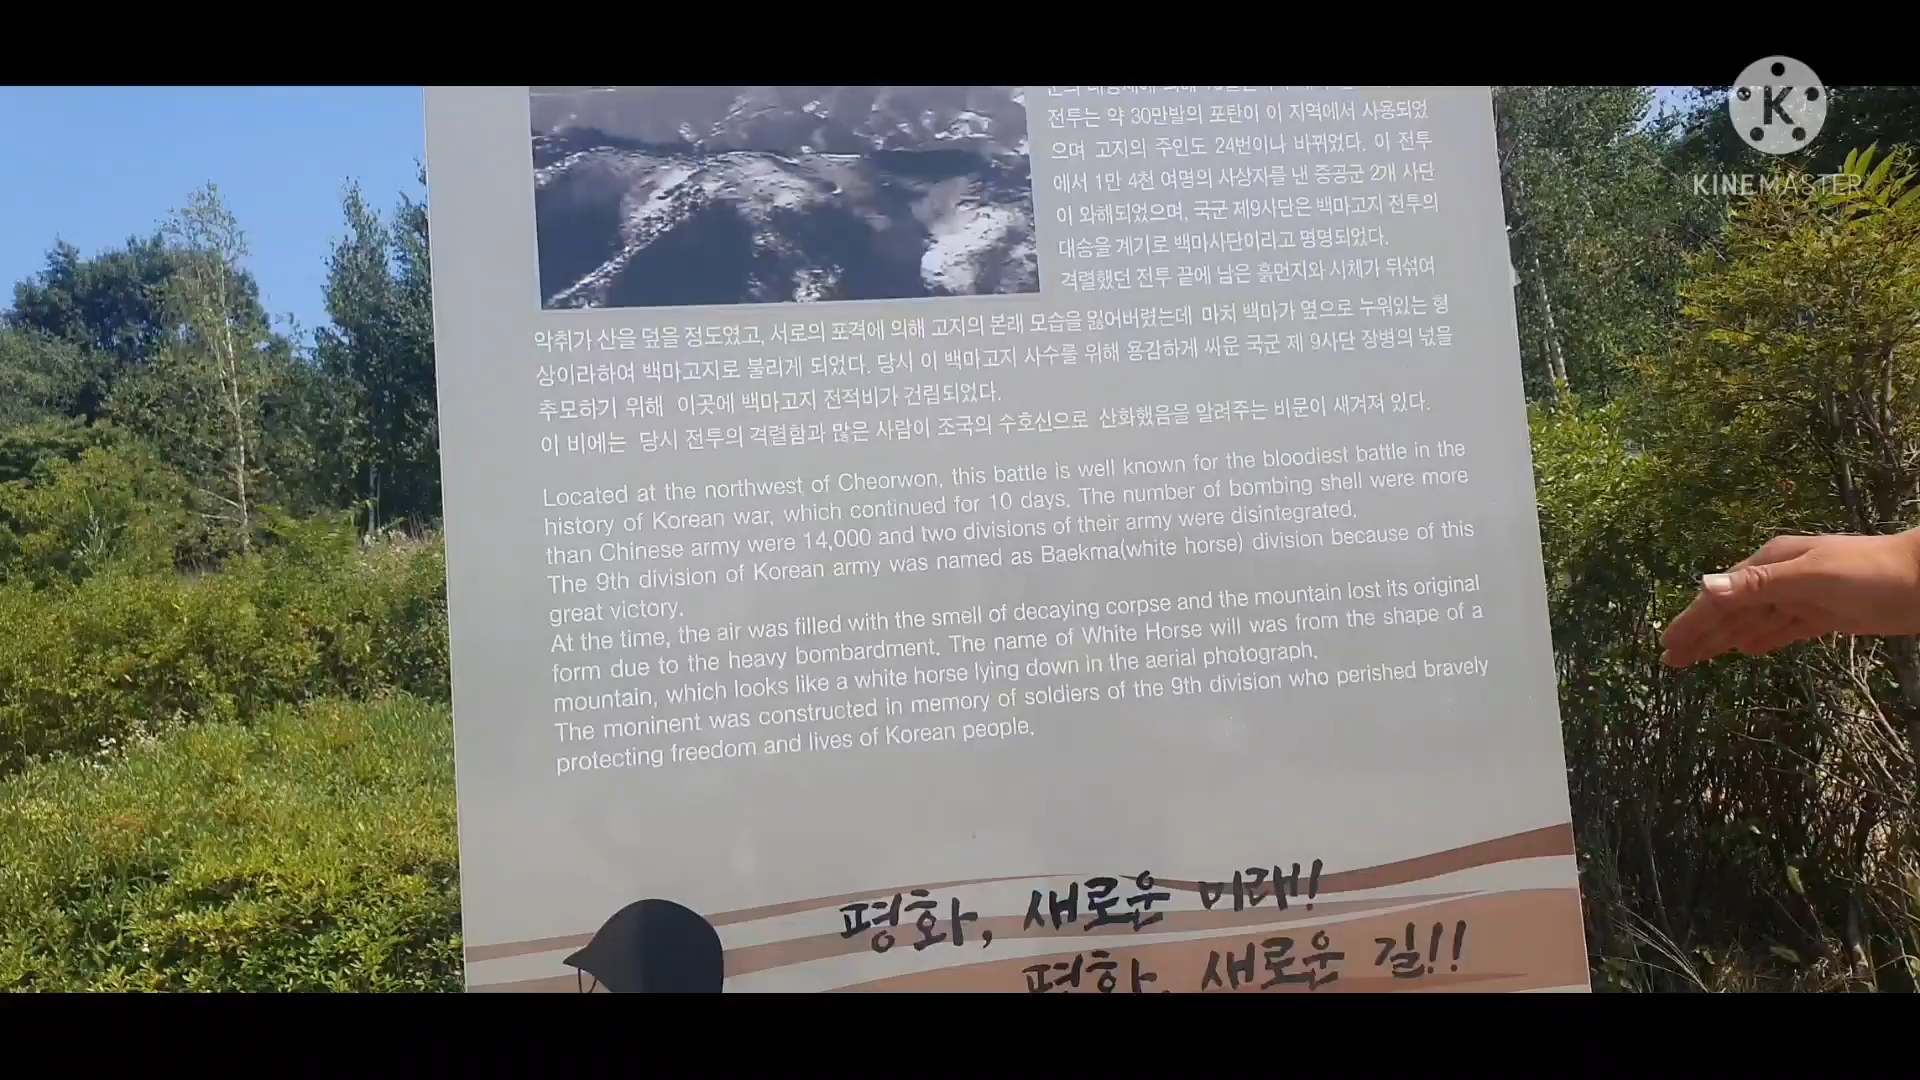 전투는 약 30만발의 포탄이 이 지역에서 사용되었
으며 고지의 주인도 24번이나 바뀌었다. 이 전투
에서 1만 4천 여명의 사상자를 낸 중공군 2개 사단
이 와해되었으며, 국군 제9사단은 백마고지 전투의
대승을 계기로 백마사단이라고 명명되었다.
격렬했던 전투 끝에 남은 흙먼지와 시체가 뒤섞여
악취가 산을 덮을 정도였고, 서로의 포격에 의해 고지의 본래 모습을 잃어버렸는데 마치 백마가 옆으로 누워있는 형
상이라하여 백마고지로 불리게 되었다. 당시 이 백마고지 사수를 위해 용감하게 싸운 국군 제 9사단 장병의 넋을
추모하기 위해 이곳에 백마고지 전적비가 건립되었다.
이 비에는 당시 전투의 격렬함과 많은 사람이 조국의 수호신으로 산화했음을 알려주는 비문이 새겨져 있다.
Located at the northwest of Cheorwon, this battle is well known for the bloodiest battle in the
history of Korean war, which continued for 10 days. The number of bombing shell were more
than Chinese army were 14,000 and two divisions of their army were disintegrated.
The 9th division of Korean army was named as Baekma(white horse) division because of this
great victory.
At the time, the air was filled with the smell of decaying corpse and the mountain lost its original
form due to the heavy bombardment. The name of White Horse will was from the shape of a
mountain, which looks like a white horse lying down in the aerial photograph.
The moninent was constructed in memory of soldiers of the 9th division who perished bravely
protecting freedom and lives of Korean people.
평화, 새로운 미래!
평화, 새로운 길!!
K
KINEMASTER